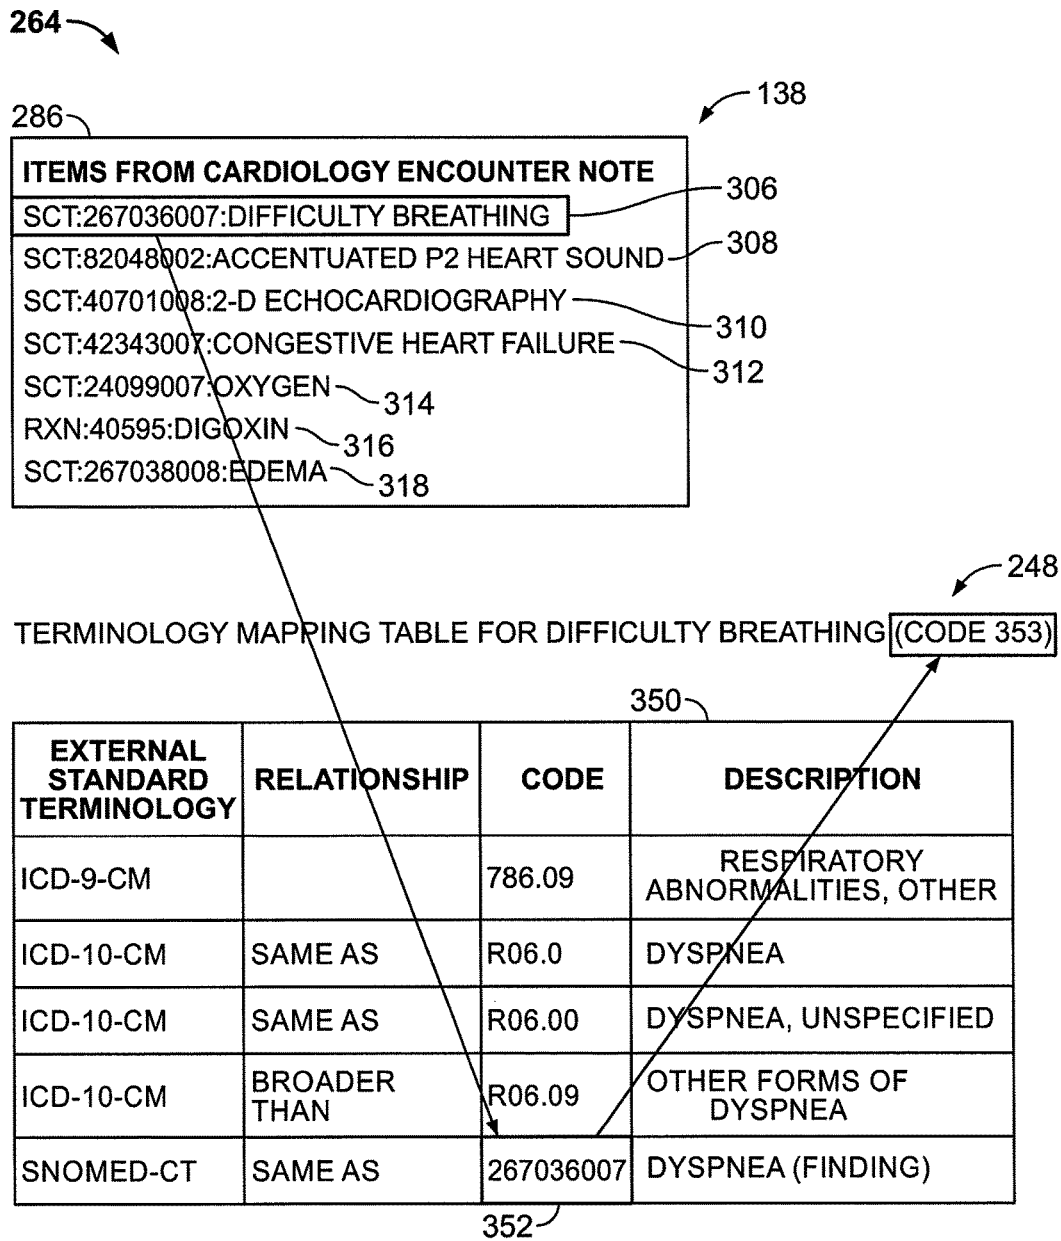 264
138
286
ITEMS FROM CARDIOLOGY ENCOUNTER NOTE
SCT:267036007:DIFFICULTY BREATHING
306
SCT:82048002:ACCENTUATED P2 HEART SOUND
308
SCT:40701008:2-D ECHOCARDIOGRAPHY
310
SCT:42343007:CONGESTIVE HEART FAILURE
312
SCT:24099007:OXYGEN
314
RXN:40595:DIGOXIN
316
SCT:267038008:EDEMA
318
248
TERMINOLOGY MAPPING TABLE FOR DIFFICULTY BREATHING (CODE 353)
350
EXTERNAL
STANDARD
TERMINOLOGY
RELATIONSHIP
CODE
DESCRIPTION
ICD-9-CM
786.09
RESPIRATORY
ABNORMALITIES, OTHER
ICD-10-CM
SAME AS
R06.0
DYSPNEA
ICD-10-CM
SAME AS
R06.00
DYSPNEA, UNSPECIFIED
ICD-10-CM
BROADER
THAN
R06.09
OTHER FORMS OF
DYSPNEA
SNOMED-CT
SAME AS
267036007
DYSPNEA (FINDING)
352